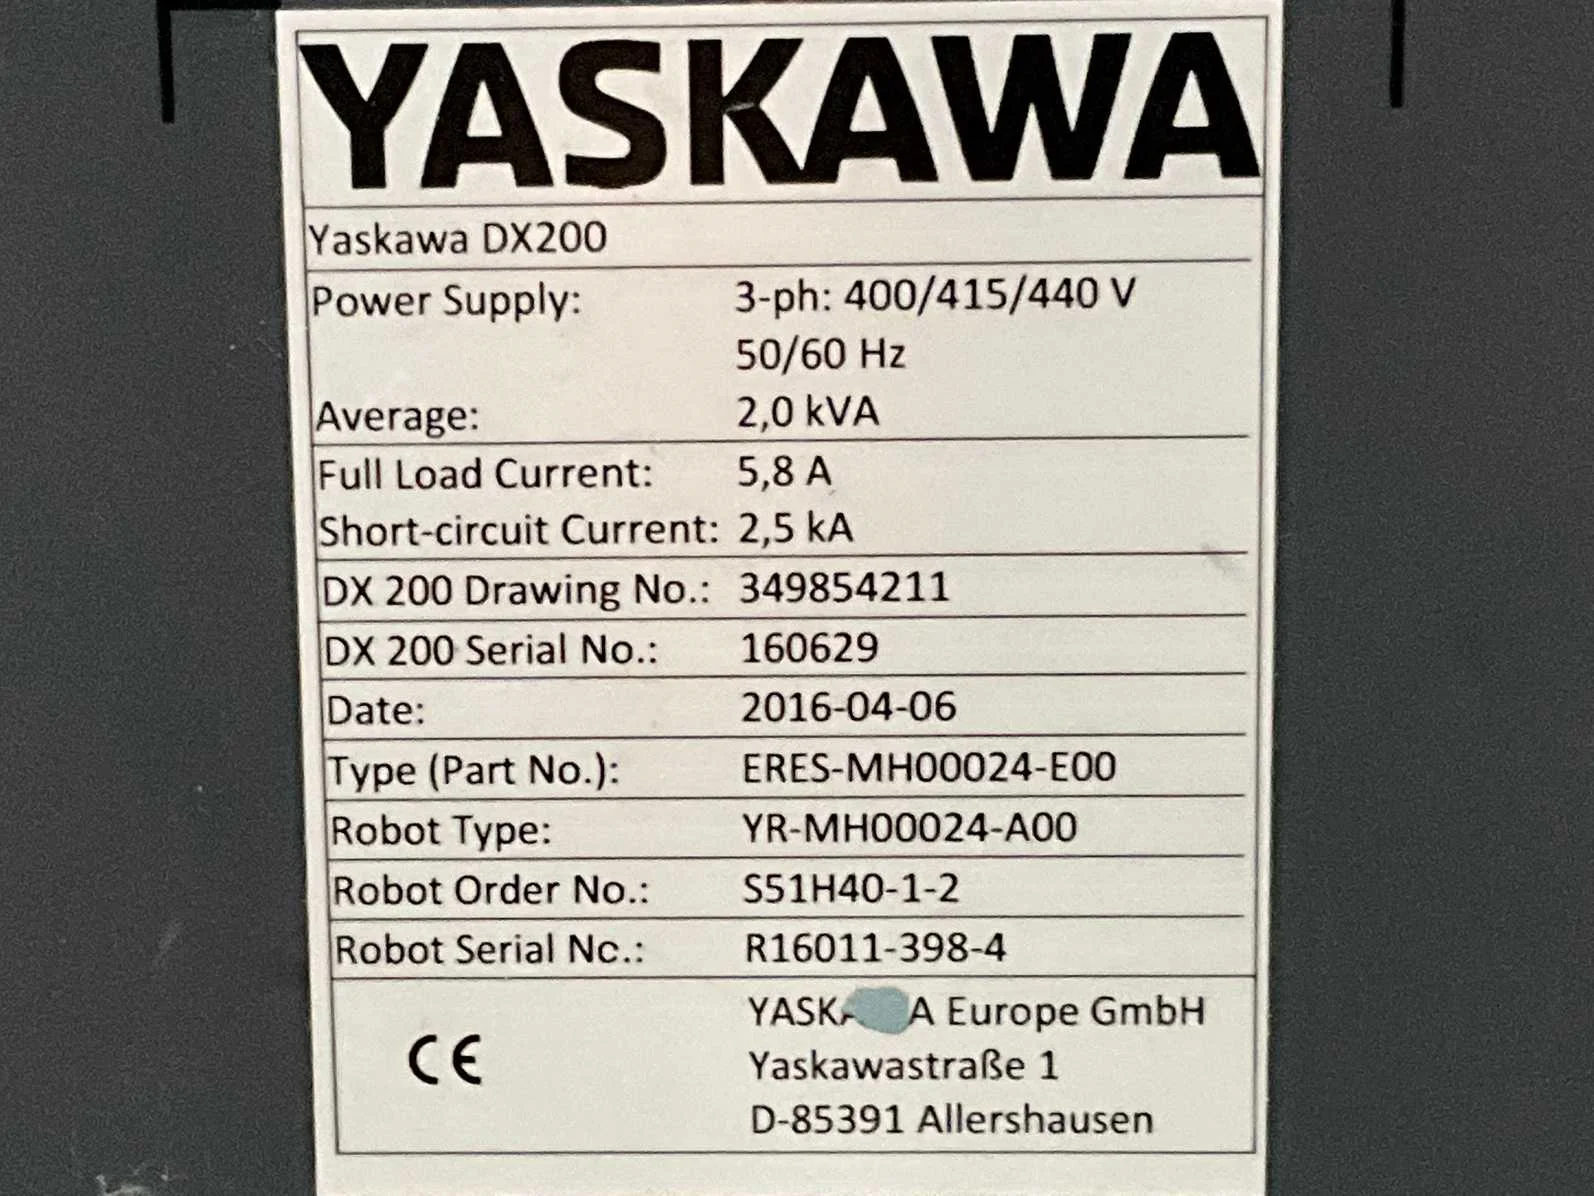 YASKAWA
Yaskawa DX200
Power Supply: 3-ph: 400/415/440 V
50/60 Hz
Average: 2,0 kVA
Full Load Current: 5,8 A
Short-circuit Current: 2,5 kA
DX 200 Drawing No.: 349854211
DX 200 Serial No.: 160629
Date: 2016-04-06
Type (Part No.): ERES-MH00024-E00
Robot Type: YR-MH00024-A00
Robot Order No.: S51H40-1-2
Robot Serial No.: R16011-398-4
CE
Europe GmbH
Yaskawastraße 1
D-85391 Allershausen